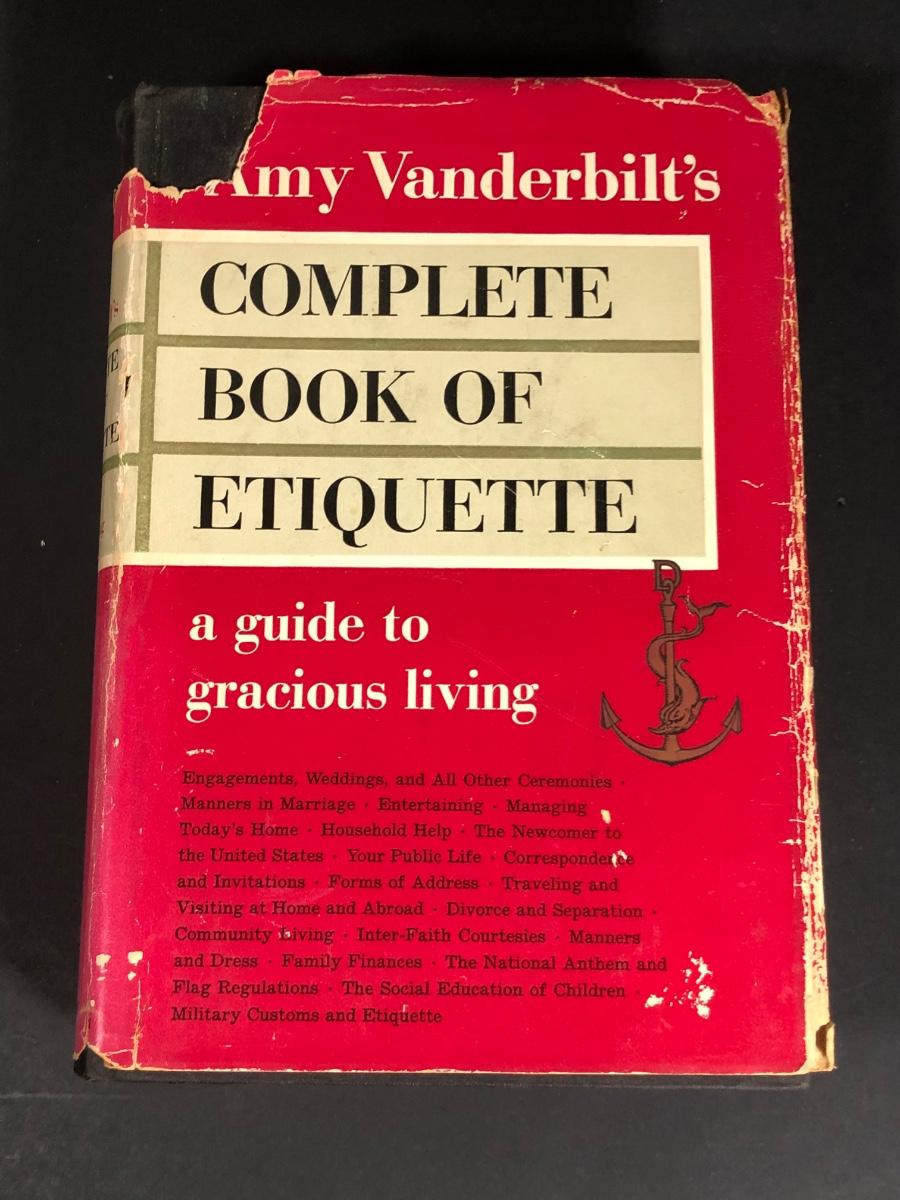 Amy Vanderbilt's
COMPLETE
BOOK OF
ETIQUETTE
a guide to
gracious living
D
Engagements, Weddings, and All Other Ceremonies ·
Manners in Marriage · Entertaining · Managing
Today's Home · Household Help · The Newcomer to
the United States · Your Public Life · Correspondence
and Invitations · Forms of Address · Traveling and
Visiting at Home and Abroad · Divorce and Separation ·
Community Living · Inter-Faith Courtesies · Manners
and Dress · Family Finances · The National Anthem and
Flag Regulations · The Social Education of Children ·
Military Customs and Etiquette